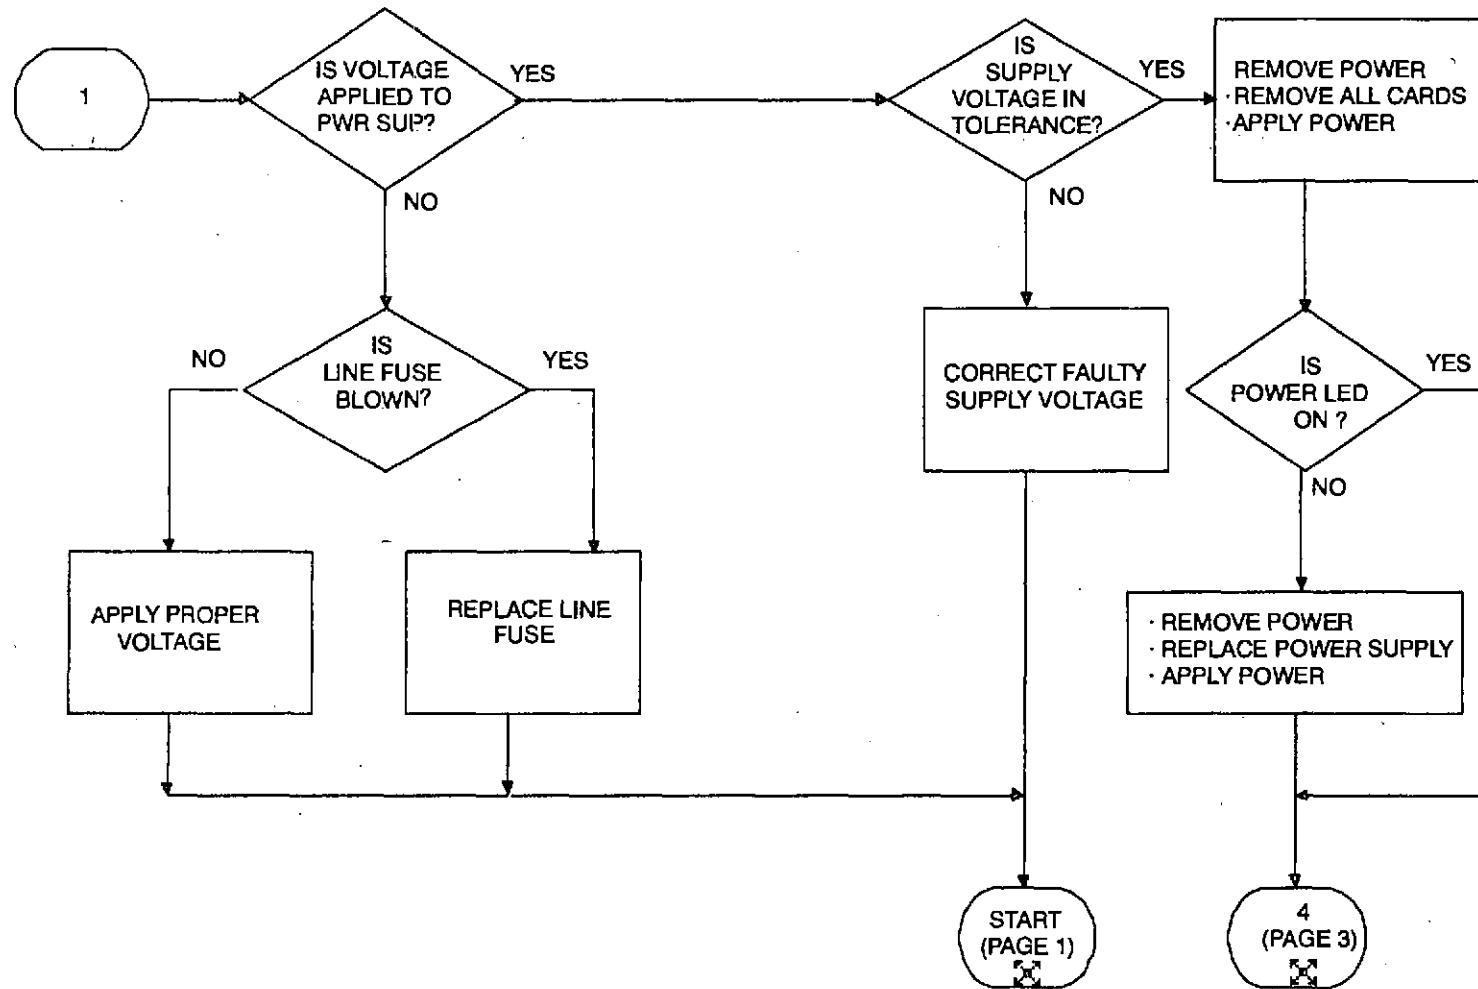 1
IS VOLTAGE
APPLIED TO
PWR SUP?
YES
NO
IS
SUPPLY
VOLTAGE IN
TOLERANCE?
YES
NO
REMOVE POWER
· REMOVE ALL CARDS
· APPLY POWER
IS
LINE FUSE
BLOWN?
NO
YES
CORRECT FAULTY
SUPPLY VOLTAGE
IS
POWER LED
ON ?
YES
NO
APPLY PROPER
VOLTAGE
REPLACE LINE
FUSE
· REMOVE POWER
· REPLACE POWER SUPPLY
· APPLY POWER
START
(PAGE 1)
4
(PAGE 3)